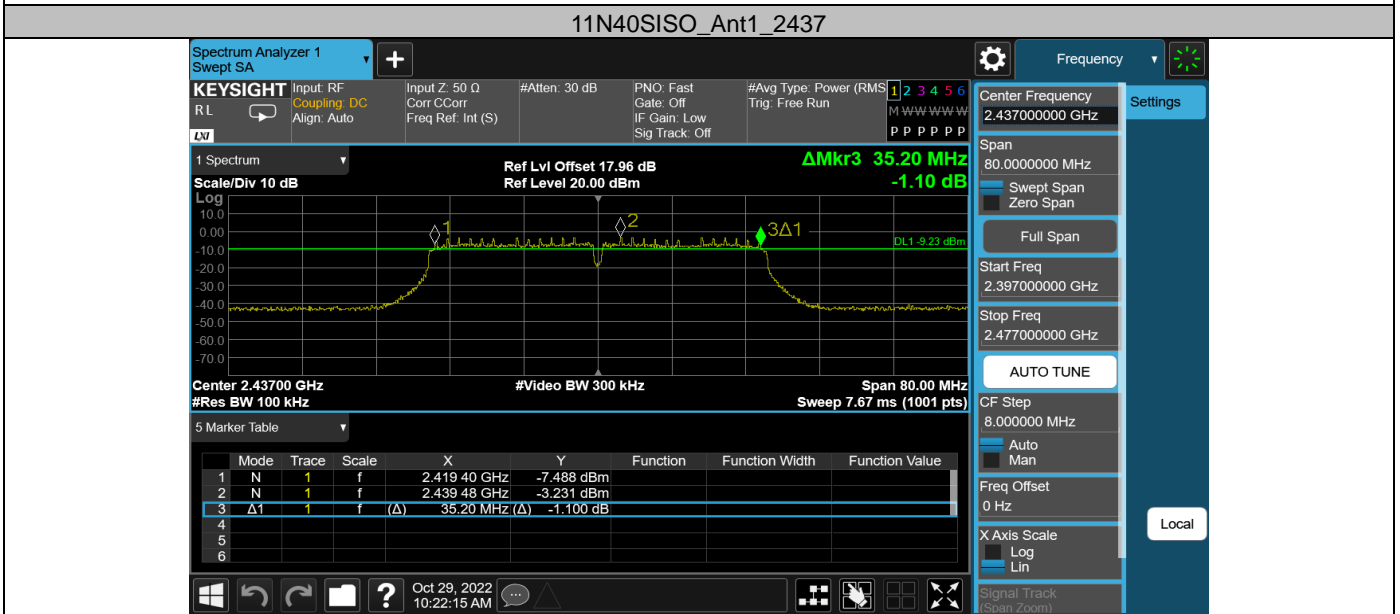 11N40SISO_Ant1_2437
Spectrum Analyzer 1
Swept SA
+
Frequency
KEYSIGHT
RL
LXI
Input: RF
Coupling: DC
Align: Auto
Input Z: 50 Ω
Corr CCorr
Freq Ref: Int (S)
#Atten: 30 dB
PNO: Fast
Gate: Off
IF Gain: Low
Sig Track: Off
#Avg Type: Power (RMS
Trig: Free Run
1 2 3 4 5 6
M W W W W W
P P P P P P
1 Spectrum
Scale/Div 10 dB
Ref Lvl Offset 17.96 dB
Ref Level 20.00 dBm
ΔMkr3 35.20 MHz
-1.10 dB
Log
10.0
0.00
-10.0
-20.0
-30.0
-40.0
-50.0
-60.0
-70.0
1
2
3Δ1
DL1 -9.23 dBm
Center 2.43700 GHz
#Res BW 100 kHz
#Video BW 300 kHz
Span 80.00 MHz
Sweep 7.67 ms (1001 pts)
5 Marker Table
Mode Trace Scale X Y Function Function Width Function Value
1 N 1 f 2.419 40 GHz -7.488 dBm
2 N 1 f 2.439 48 GHz -3.231 dBm
3 Δ1 1 f (Δ) 35.20 MHz (Δ) -1.100 dB
4
5
6
Oct 29, 2022
10:22:15 AM
?
Center Frequency
2.437000000 GHz
Settings
Span
80.0000000 MHz
Swept Span
Zero Span
Full Span
Start Freq
2.397000000 GHz
Stop Freq
2.477000000 GHz
AUTO TUNE
CF Step
8.000000 MHz
Auto
Man
Freq Offset
0 Hz
X Axis Scale
Log
Lin
Local
Signal Track
(Span Zoom)